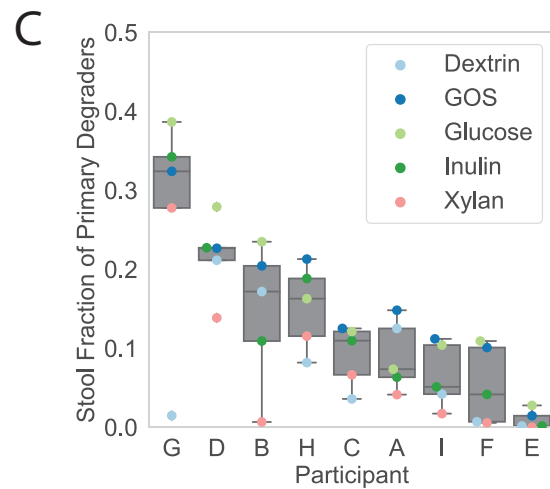 C
Stool Fraction of Primary Degraders
0.5
0.4
0.3
0.2
0.1
0.0
Dextrin
GOS
Glucose
Inulin
Xylan
G D B H C A I F E
Participant